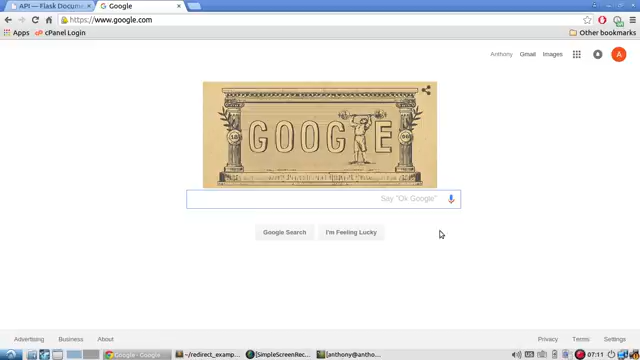 API — Flask Docume
Google
https://www.google.com
Apps
cPanel Login
Other bookmarks
Anthony
Gmail
Images
A
GOOGLE
Say "Ok Google"
Google Search
I'm Feeling Lucky
Advertising
Business
About
Privacy
Terms
Settings
Google - Google
~/redirect_examp...
[SimpleScreenRec...
[anthony@antho...
07:11